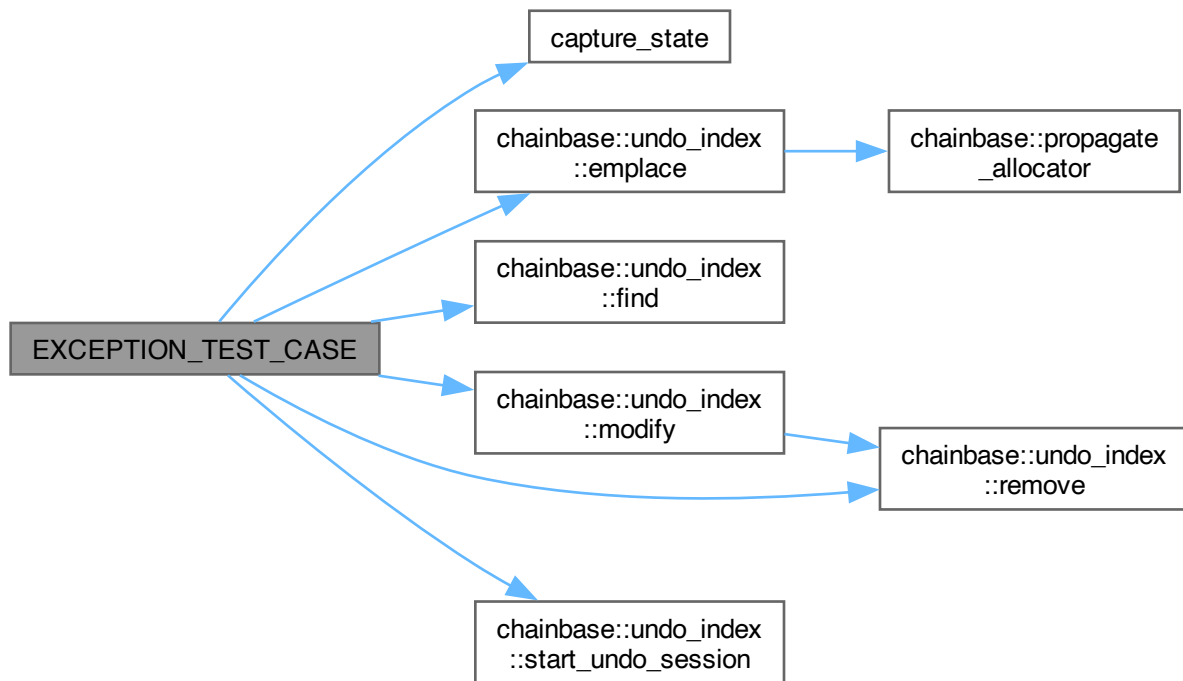 capture_state
chainbase::undo_index
::emplace
chainbase::propagate
_allocator
chainbase::undo_index
::find
EXCEPTION_TEST_CASE
chainbase::undo_index
::modify
chainbase::undo_index
::remove
chainbase::undo_index
::start_undo_session